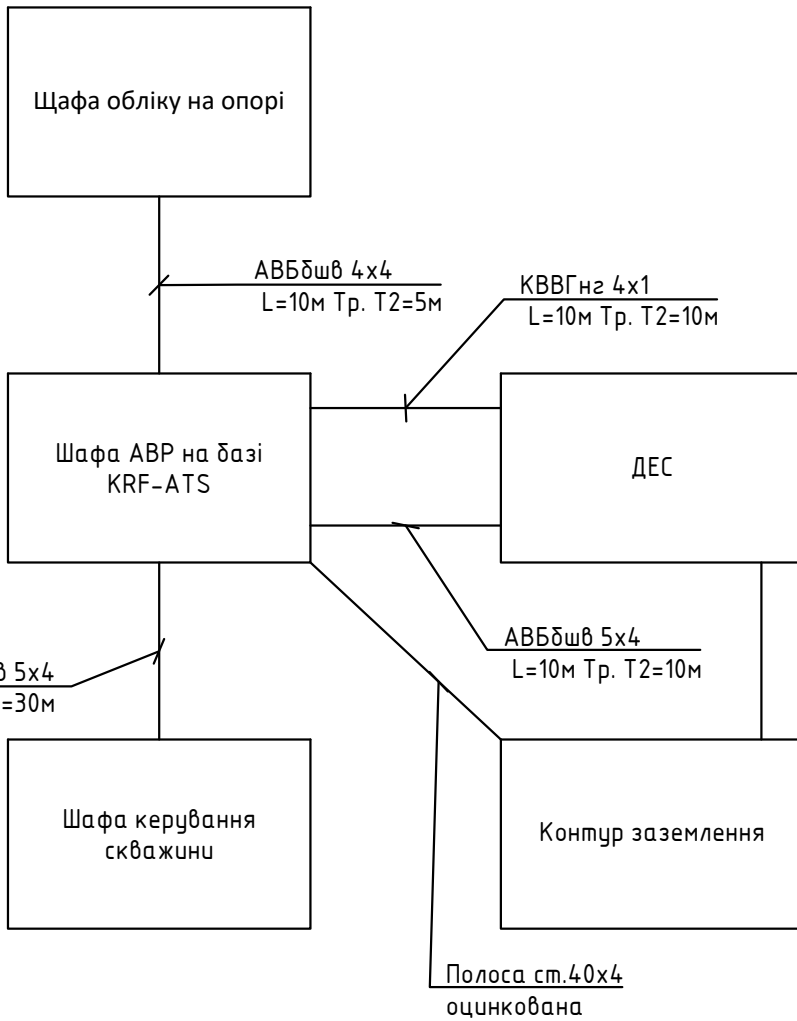 Щафа обліку на опорі
АВБбшв 4х4
L=10м Тр. Т2=5м
КВВГнг 4х1
L=10м Тр. Т2=10м
Шафа АВР на базі
KRF-ATS
ДЕС
АВБбшв 5х4
L=10м Тр. Т2=10м
в 5х4
=30м
Шафа керування
скважини
Контур заземлення
Полоса ст.40х4
оцинкована